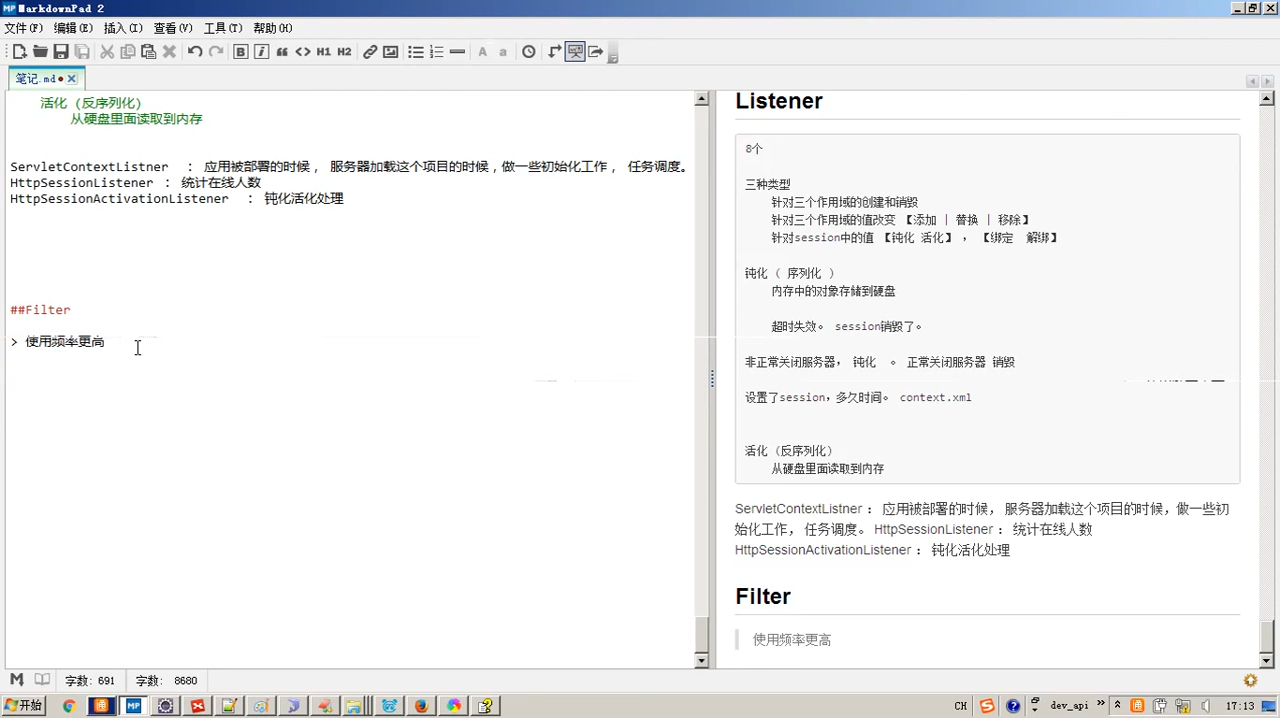 MarkdownPad 2
文件(F) 编辑(E) 插入(I) 查看(V) 工具(T) 帮助(H)
B i “ <> H1 H2 A a
笔记.md
活化 (反序列化)
从硬盘里面读取到内存
ServletContextListner ： 应用被部署的时候， 服务器加载这个项目的时候，做一些初始化工作， 任务调度。
HttpSessionListener ： 统计在线人数
HttpSessionActivationListener ： 钝化活化处理
##Filter
> 使用频率更高
Listener
8个
三种类型
针对三个作用域的创建和销毁
针对三个作用域的值改变 【添加 | 替换 | 移除】
针对session中的值 【钝化 活化】 ， 【绑定 解绑】
钝化 （ 序列化 ）
内存中的对象存储到硬盘
超时失效。 session销毁了。
非正常关闭服务器， 钝化 。 正常关闭服务器 销毁
设置了session，多久时间。 context.xml
活化 (反序列化)
从硬盘里面读取到内存
ServletContextListner ： 应用被部署的时候， 服务器加载这个项目的时候，做一些初
始化工作， 任务调度。 HttpSessionListener ： 统计在线人数
HttpSessionActivationListener ： 钝化活化处理
Filter
使用频率更高
字数: 691 字数: 8680
开始 CH dev_api 17:13